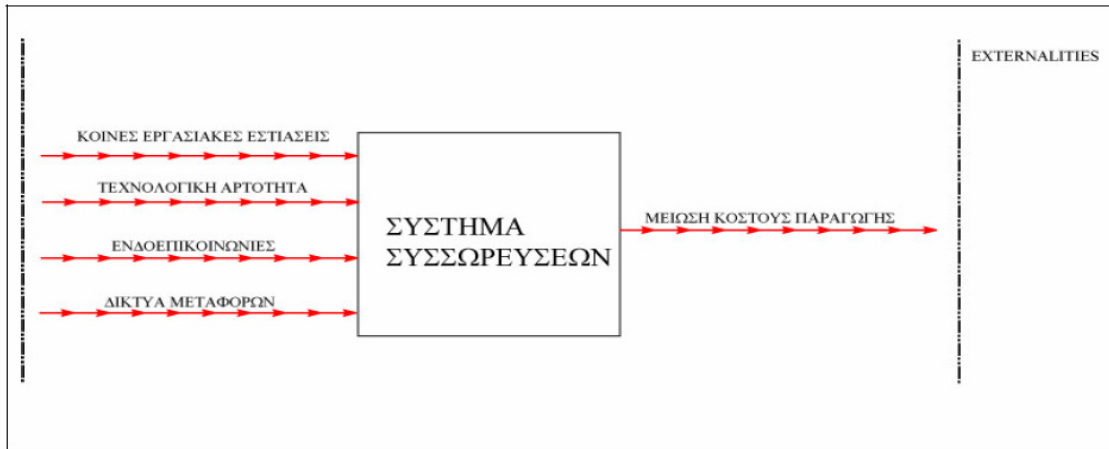 EXTERNALITIES
ΚΟΙΝΕΣ ΕΡΓΑΣΙΑΚΕΣ ΕΣΤΙΑΣΕΙΣ
ΤΕΧΝΟΛΟΓΙΚΗ ΑΡΤΟΤΗΤΑ
ΕΝΔΟΕΠΙΚΟΙΝΩΝΙΕΣ
ΔΙΚΤΥΑ ΜΕΤΑΦΟΡΩΝ
ΣΥΣΤΗΜΑ
ΣΥΣΣΩΡΕΥΣΕΩΝ
ΜΕΙΩΣΗ ΚΟΣΤΟΥΣ ΠΑΡΑΓΩΓΗΣ